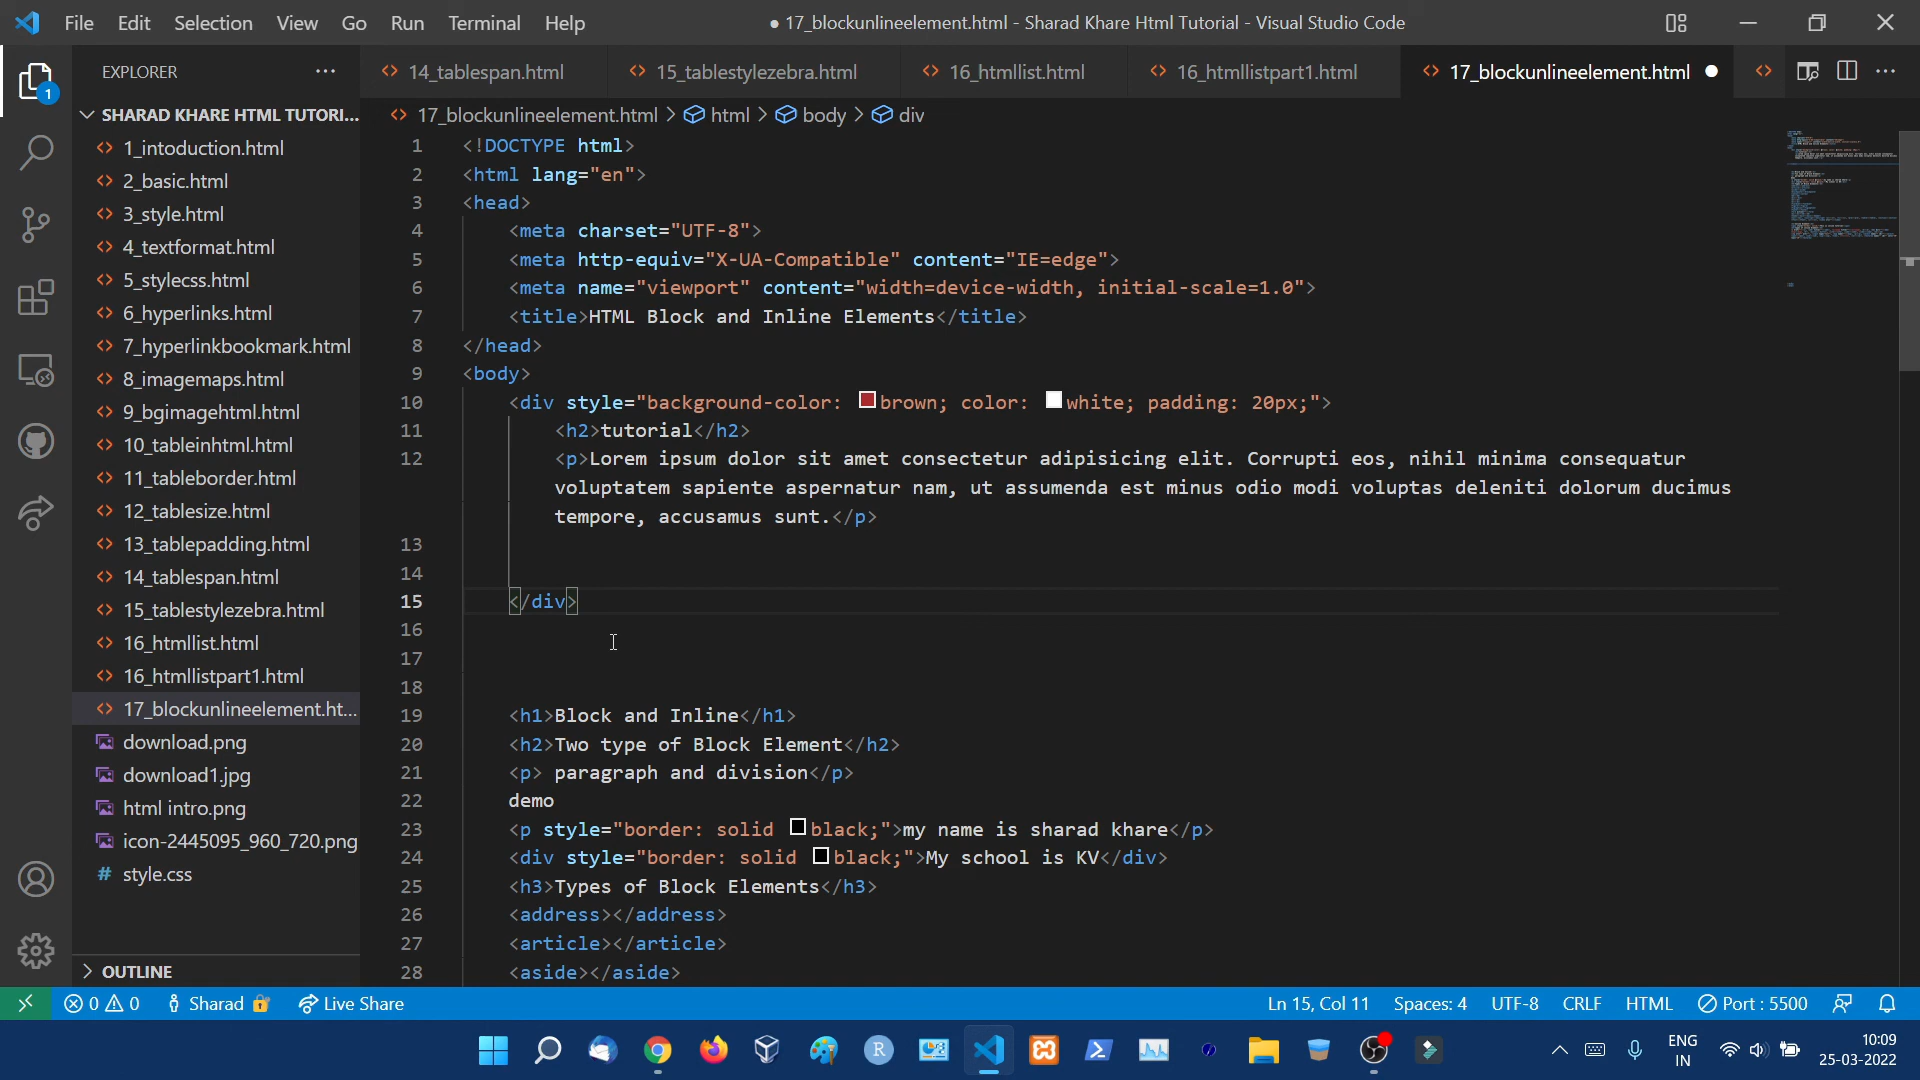 File Edit Selection View Go Run Terminal Help
● 17_blockunlineelement.html - Sharad Khare Html Tutorial - Visual Studio Code
EXPLORER
14_tablespan.html 15_tablestylezebra.html 16_htmllist.html 16_htmllistpart1.html 17_blockunlineelement.html
1
SHARAD KHARE HTML TUTORI...
1_intoduction.html
2_basic.html
3_style.html
4_textformat.html
5_stylecss.html
6_hyperlinks.html
7_hyperlinkbookmark.html
8_imagemaps.html
9_bgimagehtml.html
10_tableinhtml.html
11_tableborder.html
12_tablesize.html
13_tablepadding.html
14_tablespan.html
15_tablestylezebra.html
16_htmllist.html
16_htmllistpart1.html
17_blockunlineelement.ht...
download.png
download1.jpg
html intro.png
icon-2445095_960_720.png
# style.css
OUTLINE
17_blockunlineelement.html > html > body > div
1 <!DOCTYPE html>
2 <html lang="en">
3 <head>
4 <meta charset="UTF-8">
5 <meta http-equiv="X-UA-Compatible" content="IE=edge">
6 <meta name="viewport" content="width=device-width, initial-scale=1.0">
7 <title>HTML Block and Inline Elements</title>
8 </head>
9 <body>
10 <div style="background-color: brown; color: white; padding: 20px;">
11 <h2>tutorial</h2>
12 <p>Lorem ipsum dolor sit amet consectetur adipisicing elit. Corrupti eos, nihil minima consequatur
voluptatem sapiente aspernatur nam, ut assumenda est minus odio modi voluptas deleniti dolorum ducimus
tempore, accusamus sunt.</p>
13
14
15 </div>
16
17
18
19 <h1>Block and Inline</h1>
20 <h2>Two type of Block Element</h2>
21 <p> paragraph and division</p>
22 demo
23 <p style="border: solid black;">my name is sharad khare</p>
24 <div style="border: solid black;">My school is KV</div>
25 <h3>Types of Block Elements</h3>
26 <address></address>
27 <article></article>
28 <aside></aside>
0 0 Sharad Live Share
Ln 15, Col 11 Spaces: 4 UTF-8 CRLF HTML Port : 5500
R
ENG
IN
10:09
25-03-2022